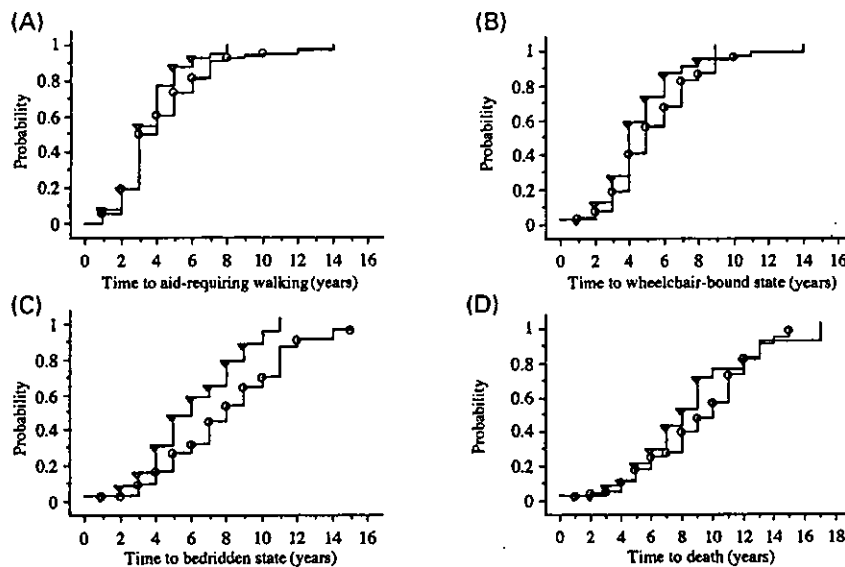 (A)
1
0.8
0.6
0.4
0.2
0
Probability
0 2 4 6 8 10 12 14 16
Time to aid-requiring walking (years)
(B)
1
0.8
0.6
0.4
0.2
0
Probability
0 2 4 6 8 10 12 14 16
Time to wheelchair-bound state (years)
(C)
1
0.8
0.6
0.4
0.2
0
Probability
0 2 4 6 8 10 12 14 16
Time to bedridden state (years)
(D)
1
0.8
0.6
0.4
0.2
0
Probability
0 2 4 6 8 10 12 14 16
Time to death (years)